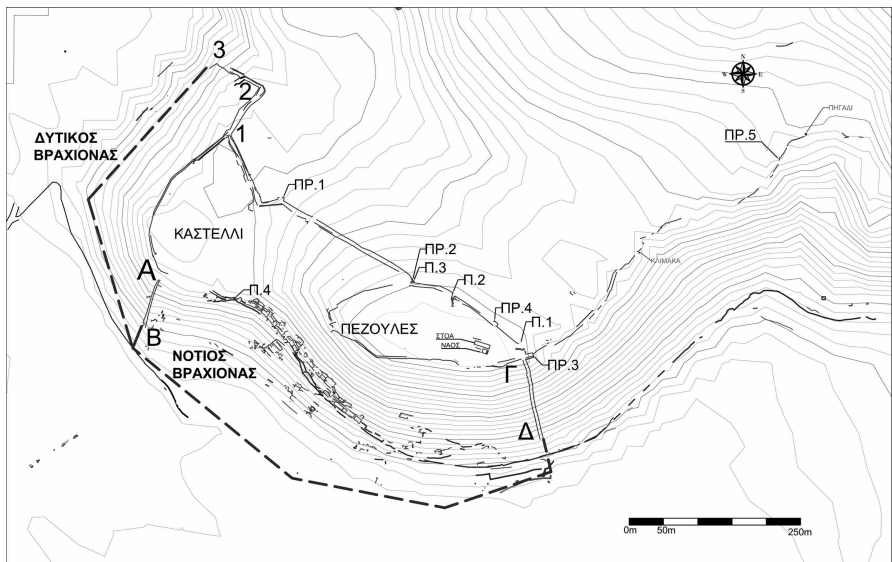 3
2
1
ΔΥΤΙΚΟΣ
ΒΡΑΧΙΟΝΑΣ
N
W E
S
ΠΗΓΑΔΙ
ΠΡ.5
ΠΡ.1
ΚΑΣΤΕΛΛΙ
ΠΡ.2
Π.3
ΚΛΙΜΑΚΑ
Α
Π.4
Π.2
ΠΡ.4
Π.1
ΠΕΖΟΥΛΕΣ
ΣΤΟΑ
ΝΑΟΣ
Β
ΝΟΤΙΟΣ
ΒΡΑΧΙΟΝΑΣ
ΠΡ.3
Γ
Δ
0m 50m 250m